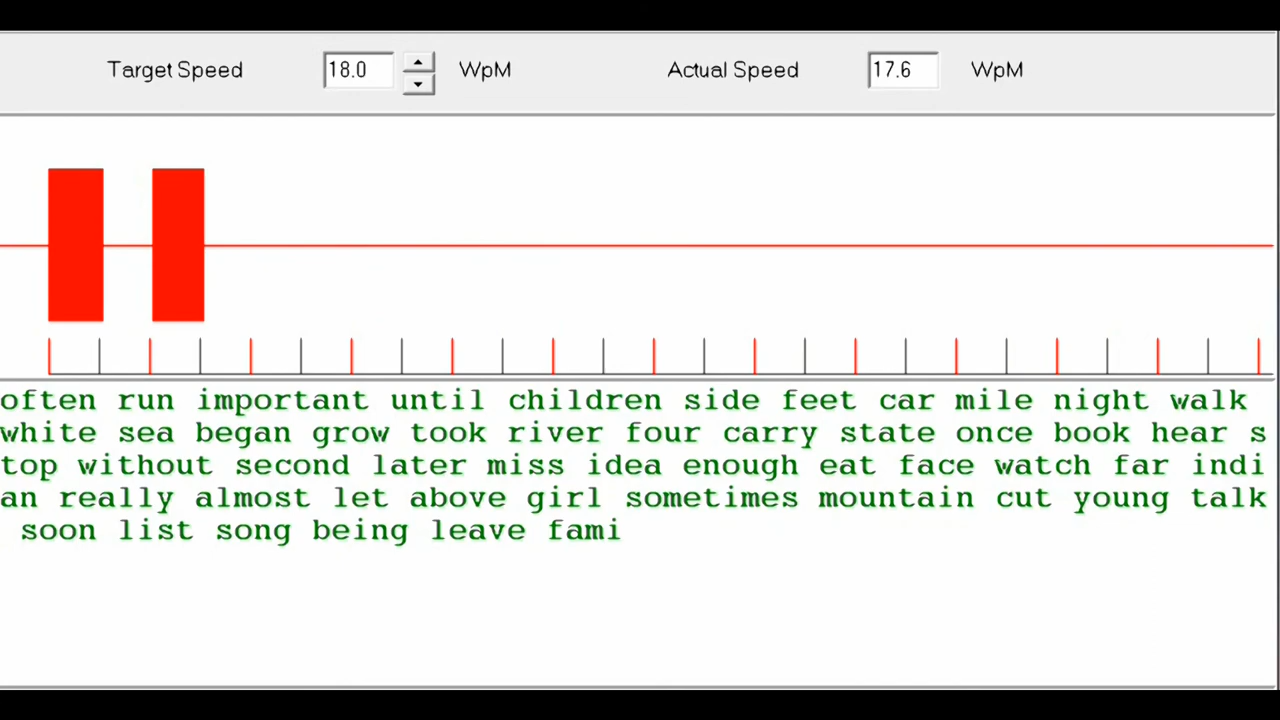 Target Speed 18.0 WpM Actual Speed 17.6 WpM
often run important until children side feet car mile night walk
white sea began grow took river four carry state once book hear s
top without second later miss idea enough eat face watch far indi
an really almost let above girl sometimes mountain cut young talk
soon list song being leave fami